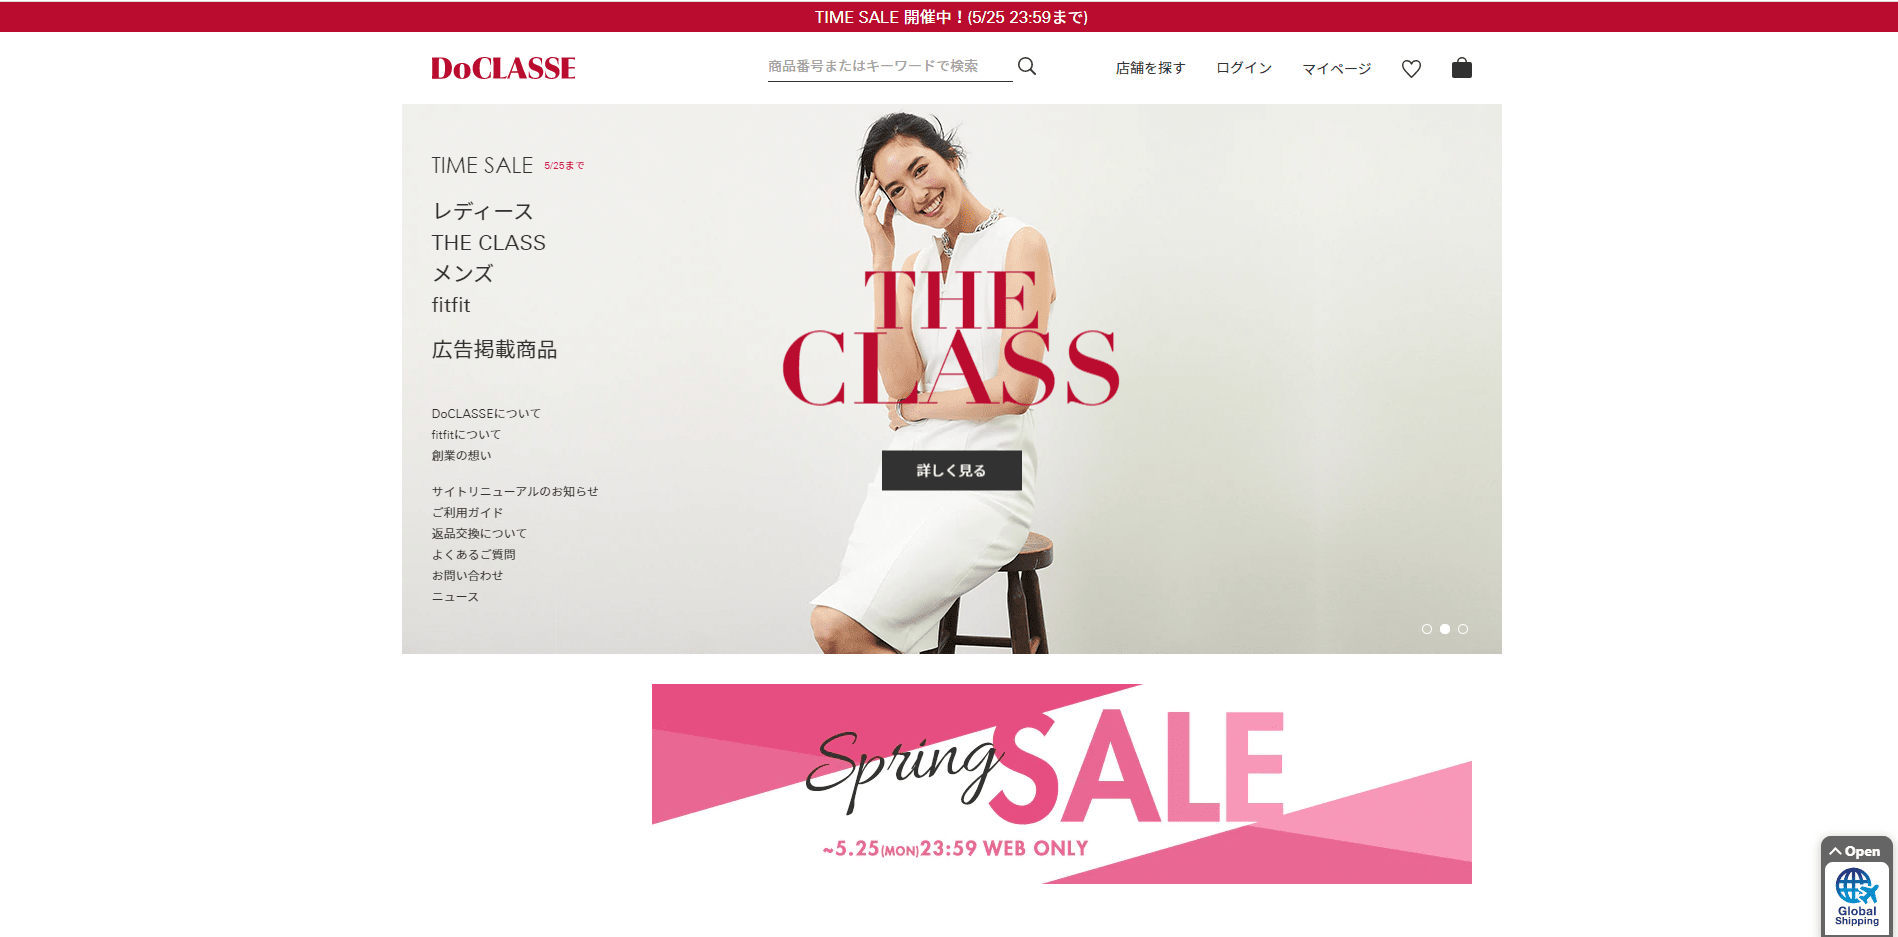 TIME SALE 開催中！(5/25 23:59まで)
DoCLASSE
商品番号またはキーワードで検索
店舗を探す
ログイン
マイページ
TIME SALE 5/25まで
レディース
THE CLASS
メンズ
fitfit
広告掲載商品
DoCLASSEについて
fitfitについて
創業の想い
サイトリニューアルのお知らせ
ご利用ガイド
返品交換について
よくあるご質問
お問い合わせ
ニュース
THE
CLASS
詳しく見る
Spring SALE
~5.25(MON)23:59 WEB ONLY
Open
Global
Shipping